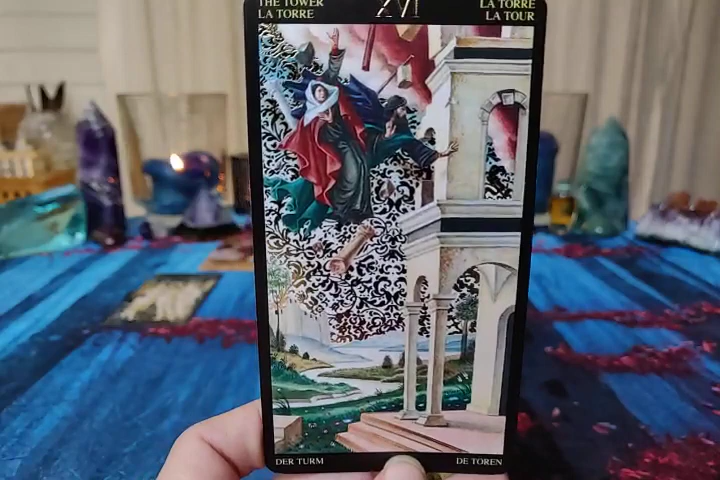 THE TOWER
LA TORRE
XVI
LA TORRE
LA TOUR
DER TURM
DE TOREN